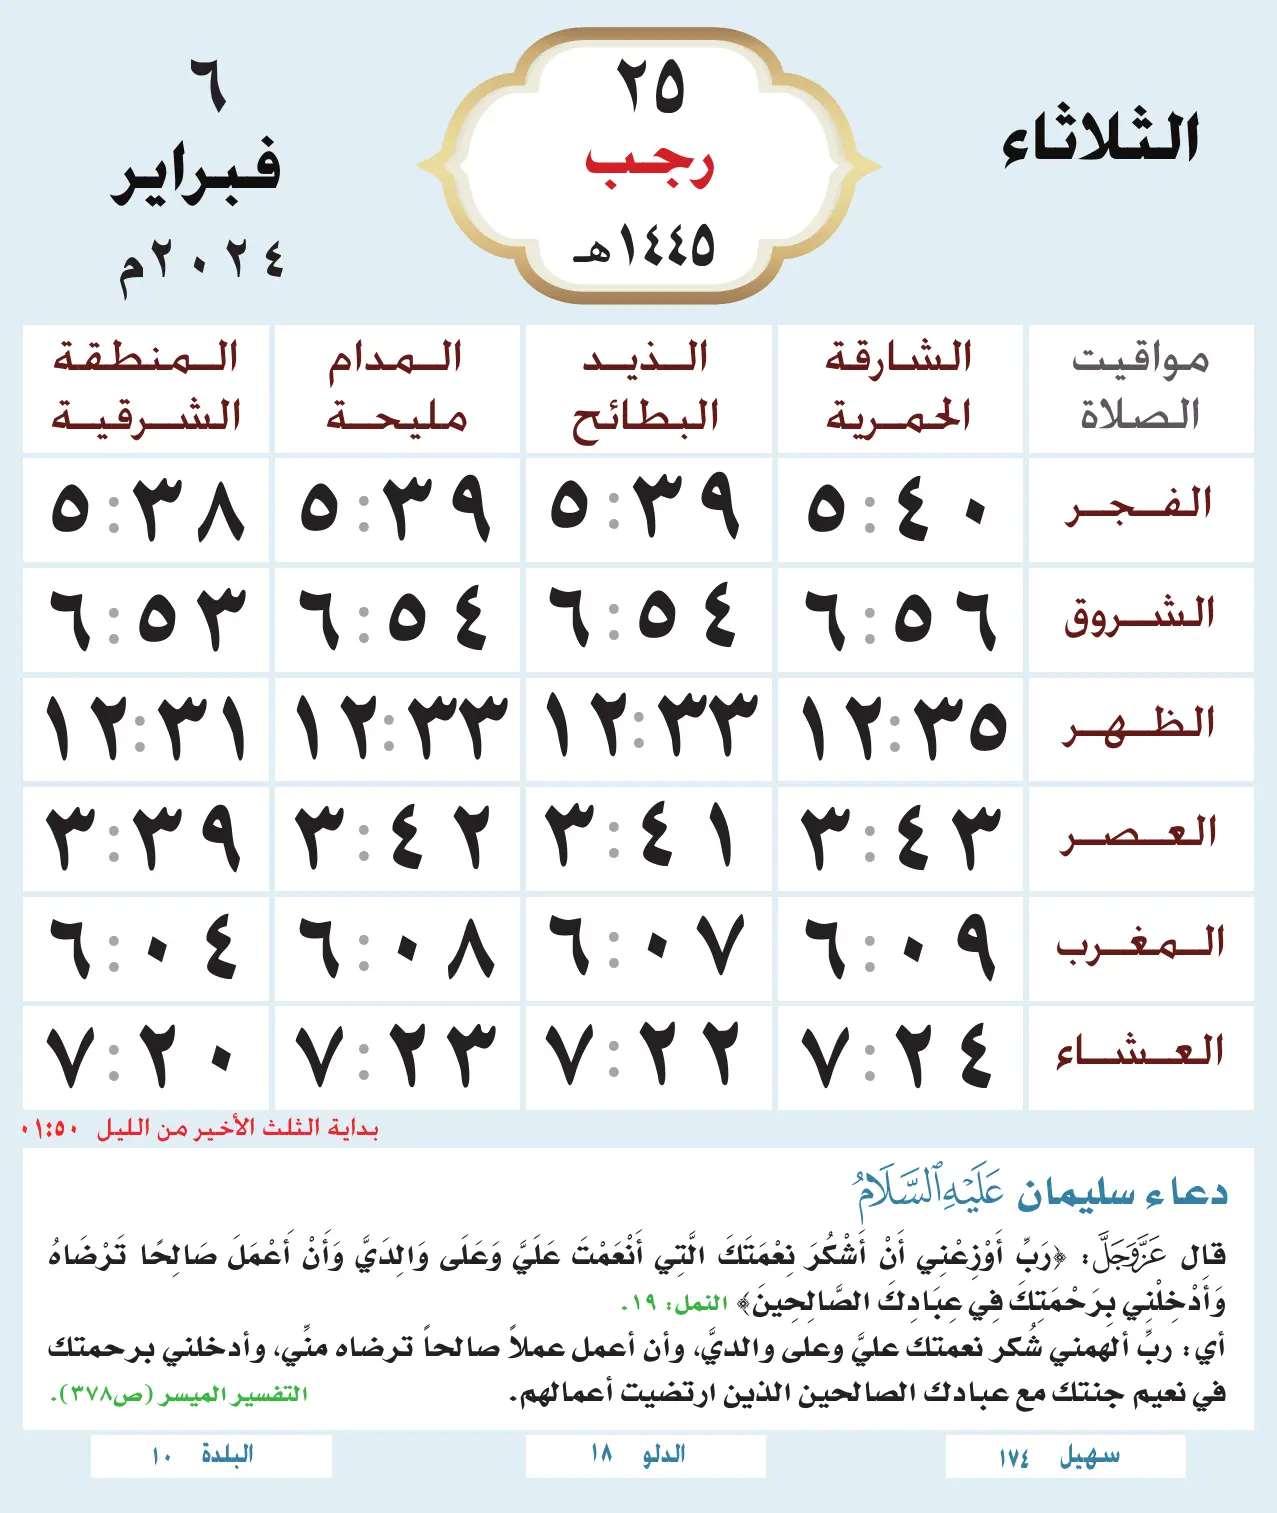 الثلاثاء
٢٥
رجب
١٤٤٥هـ
٦
فبراير
٢٠٢٤م
مواقيت الصلاة
الشارقة الحمرية
الذيد البطائح
المدام مليحة
المنطقة الشرقية
الفجر ٥:٤٠ ٥:٣٩ ٥:٣٩ ٥:٣٨
الشروق ٦:٥٦ ٦:٥٤ ٦:٥٤ ٦:٥٣
الظهر ١٢:٣٥ ١٢:٣٣ ١٢:٣٣ ١٢:٣١
العصر ٣:٤٣ ٣:٤١ ٣:٤٢ ٣:٣٩
المغرب ٦:٠٩ ٦:٠٧ ٦:٠٨ ٦:٠٤
العشاء ٧:٢٤ ٧:٢٢ ٧:٢٣ ٧:٢٠
بداية الثلث الأخير من الليل ٠١:٥٠
دعاء سليمان عَلَيْهِ السَّلَامُ
قال عَزَّوَجَلَّ: ﴿رَبِّ أَوْزِعْنِي أَنْ أَشْكُرَ نِعْمَتَكَ الَّتِي أَنْعَمْتَ عَلَيَّ وَعَلَى وَالِدَيَّ وَأَنْ أَعْمَلَ صَالِحًا تَرْضَاهُ
وَأَدْخِلْنِي بِرَحْمَتِكَ فِي عِبَادِكَ الصَّالِحِينَ﴾ النمل: ١٩.
أي: ربِّ ألهمني شُكر نعمتك عليَّ وعلى والديَّ، وأن أعمل عملاً صالحاً ترضاه منِّي، وأدخلني برحمتك
في نعيم جنتك مع عبادك الصالحين الذين ارتضيت أعمالهم. التفسير الميسر (ص٣٧٨).
سهيل ١٧٤
الدلو ١٨
البلدة ١٠